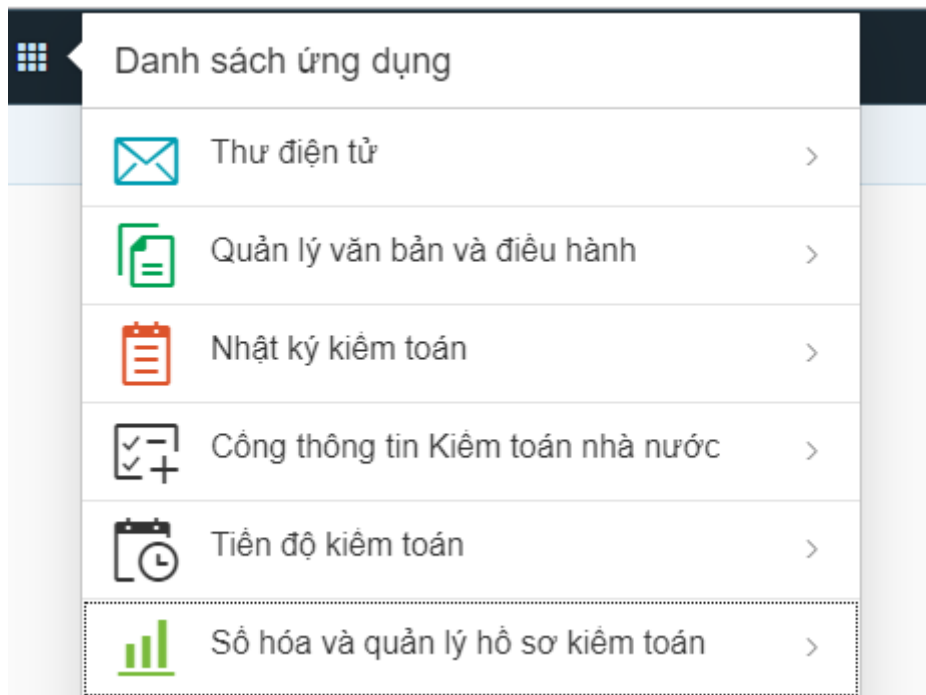 Danh sách ứng dụng
Thư điện tử
Quản lý văn bản và điều hành
Nhật ký kiểm toán
Cổng thông tin Kiểm toán nhà nước
Tiến độ kiểm toán
Số hóa và quản lý hồ sơ kiểm toán